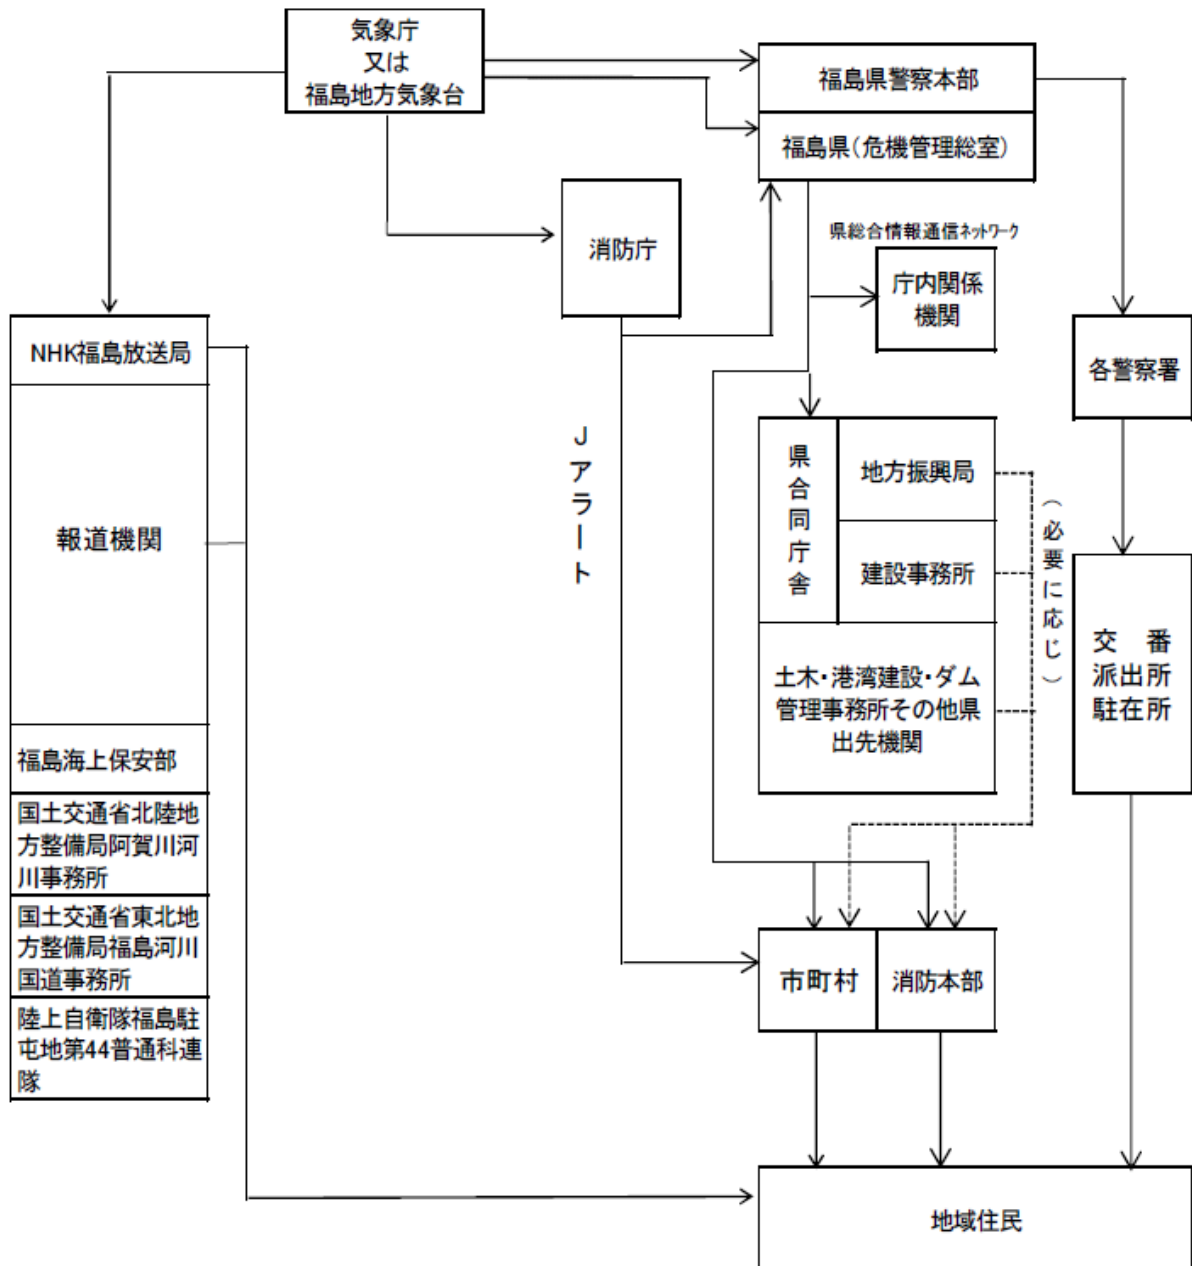 気象庁
又は
福島地方気象台
福島県警察本部
福島県(危機管理総室)
消防庁
県総合情報通信ネットワーク
庁内関係
機関
NHK福島放送局
各警察署
報道機関
Jアラート
県合同庁舎
地方振興局
建設事務所
(必要に応じ)
土木・港湾建設・ダム
管理事務所その他県
出先機関
交 番
派出所
駐在所
福島海上保安部
国土交通省北陸地
方整備局阿賀川河
川事務所
国土交通省東北地
方整備局福島河川
国道事務所
陸上自衛隊福島駐
屯地第44普通科連
隊
市町村
消防本部
地域住民